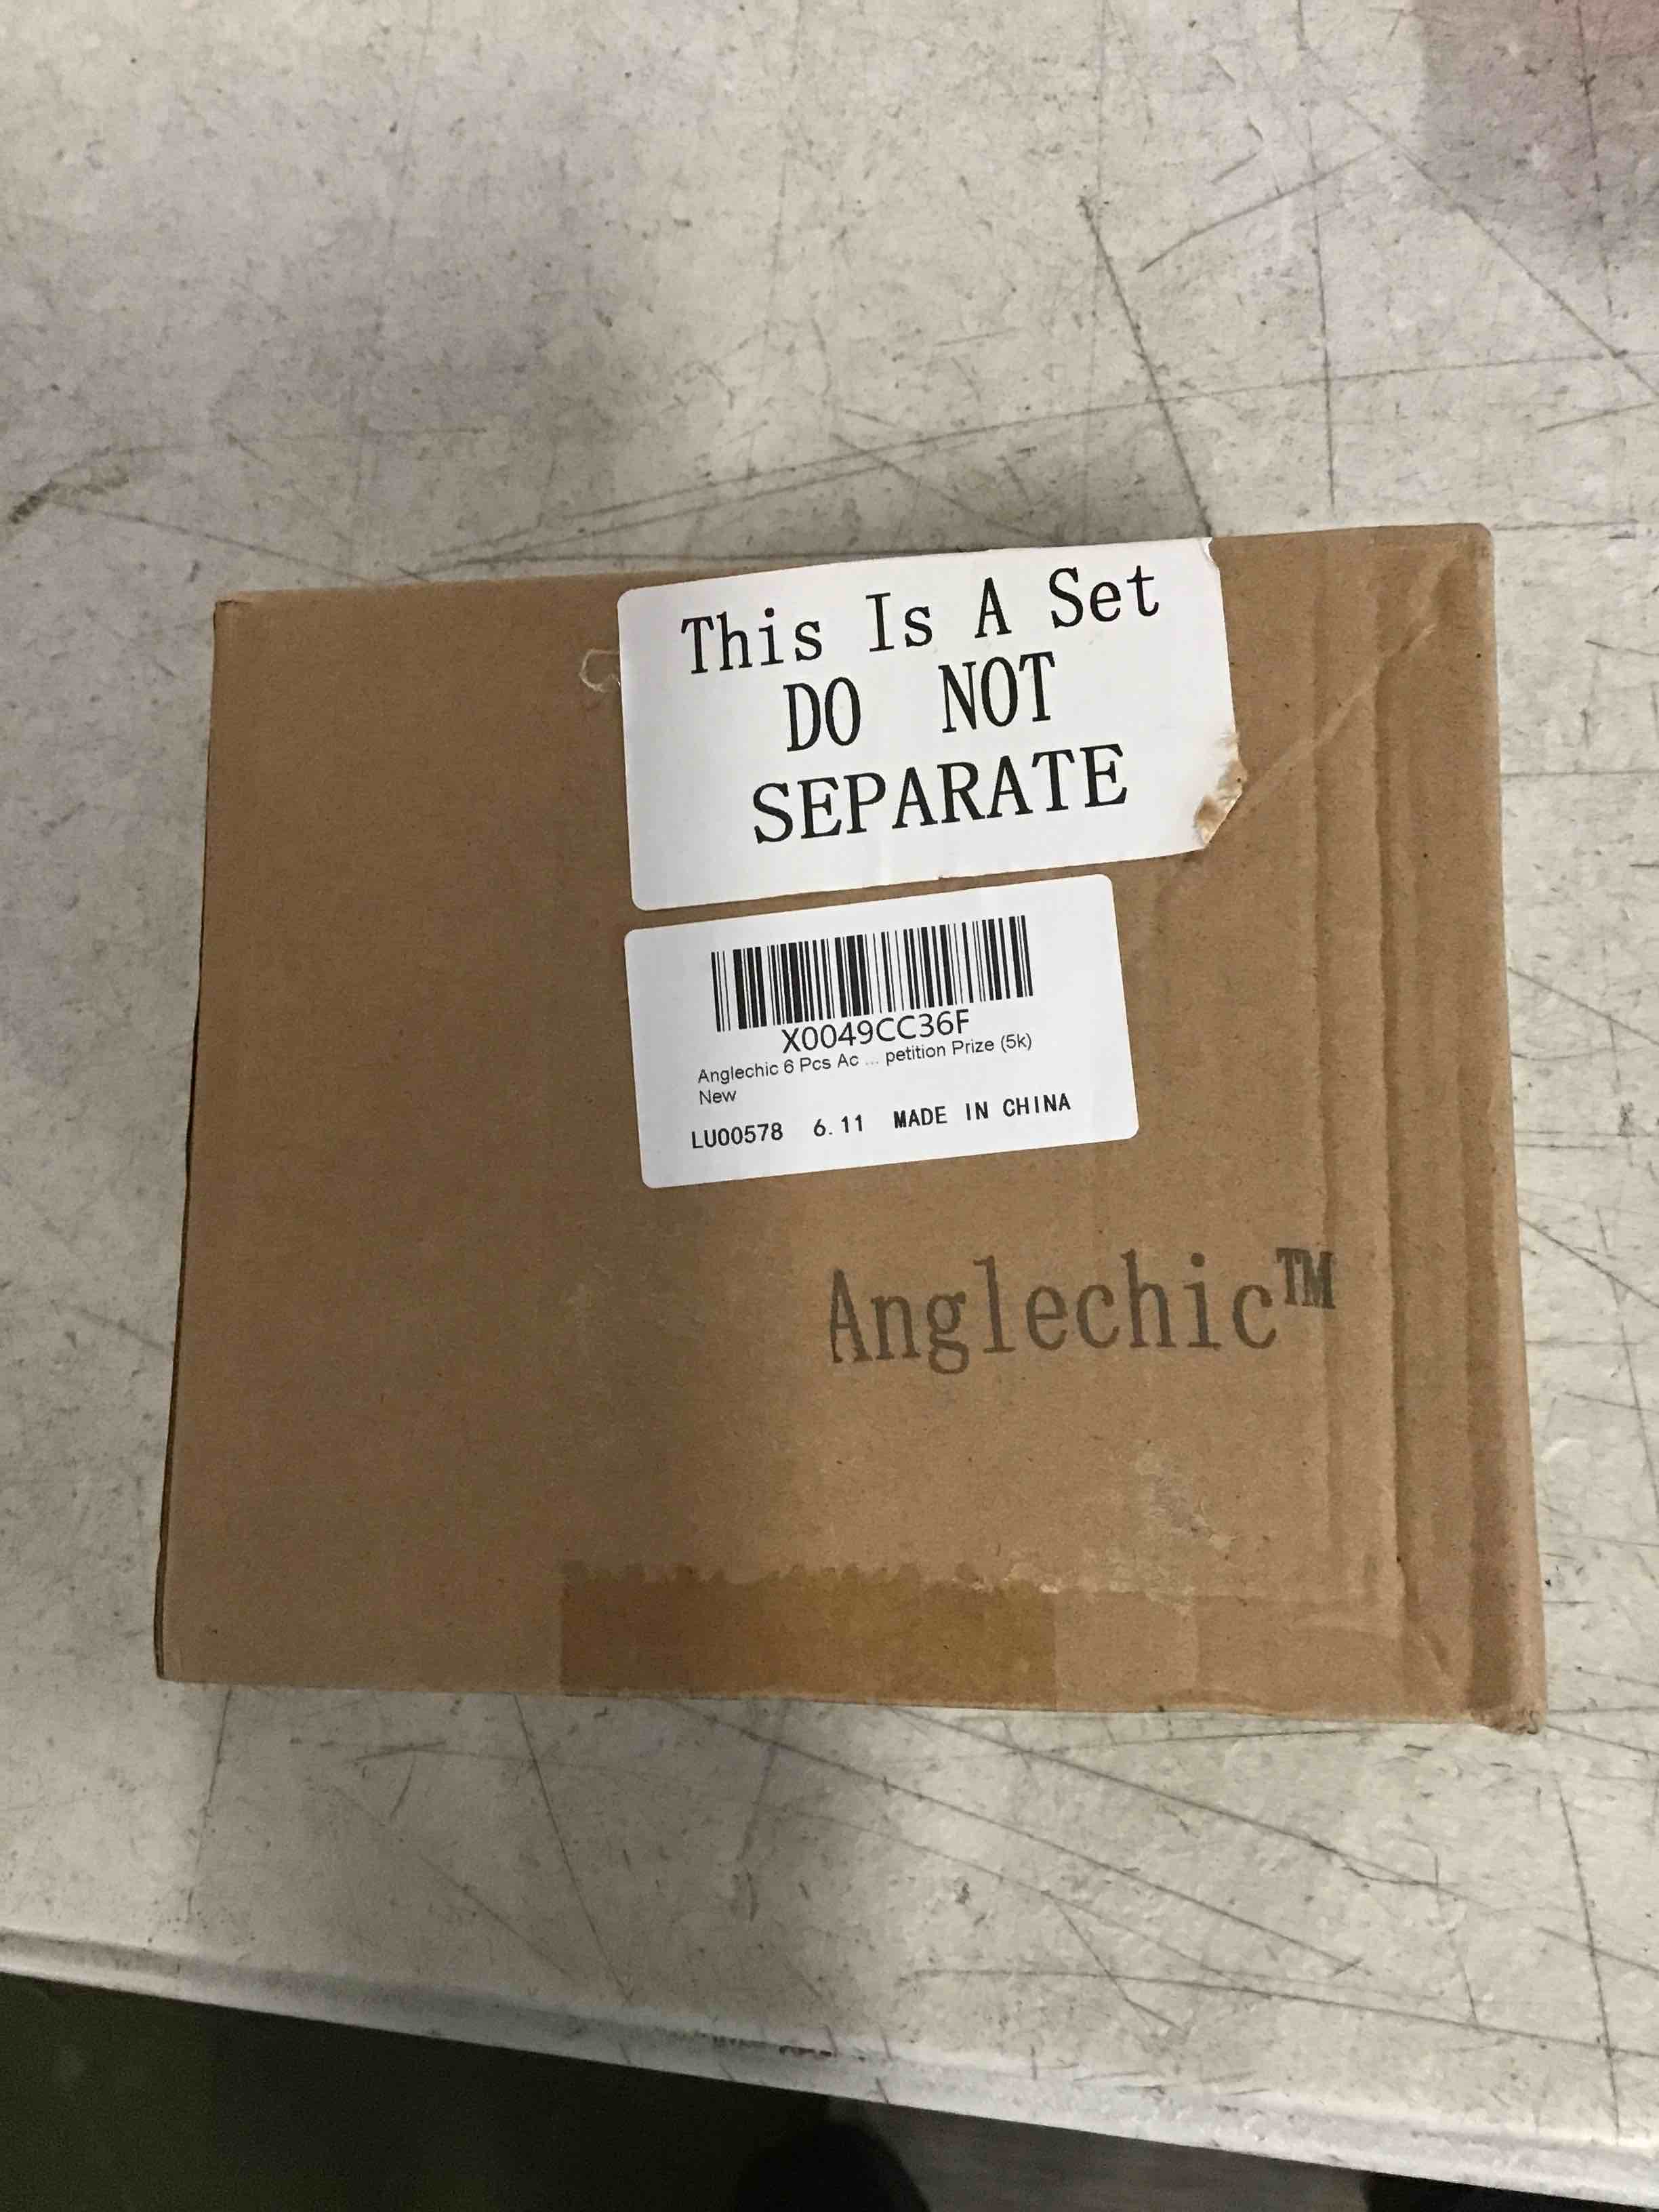 This Is A Set
DO NOT
SEPARATE
X0049CC36F
Anglechic 6 Pcs Ac ... petition Prize (5k)
New
LU00578 6.11 MADE IN CHINA
Anglechic™